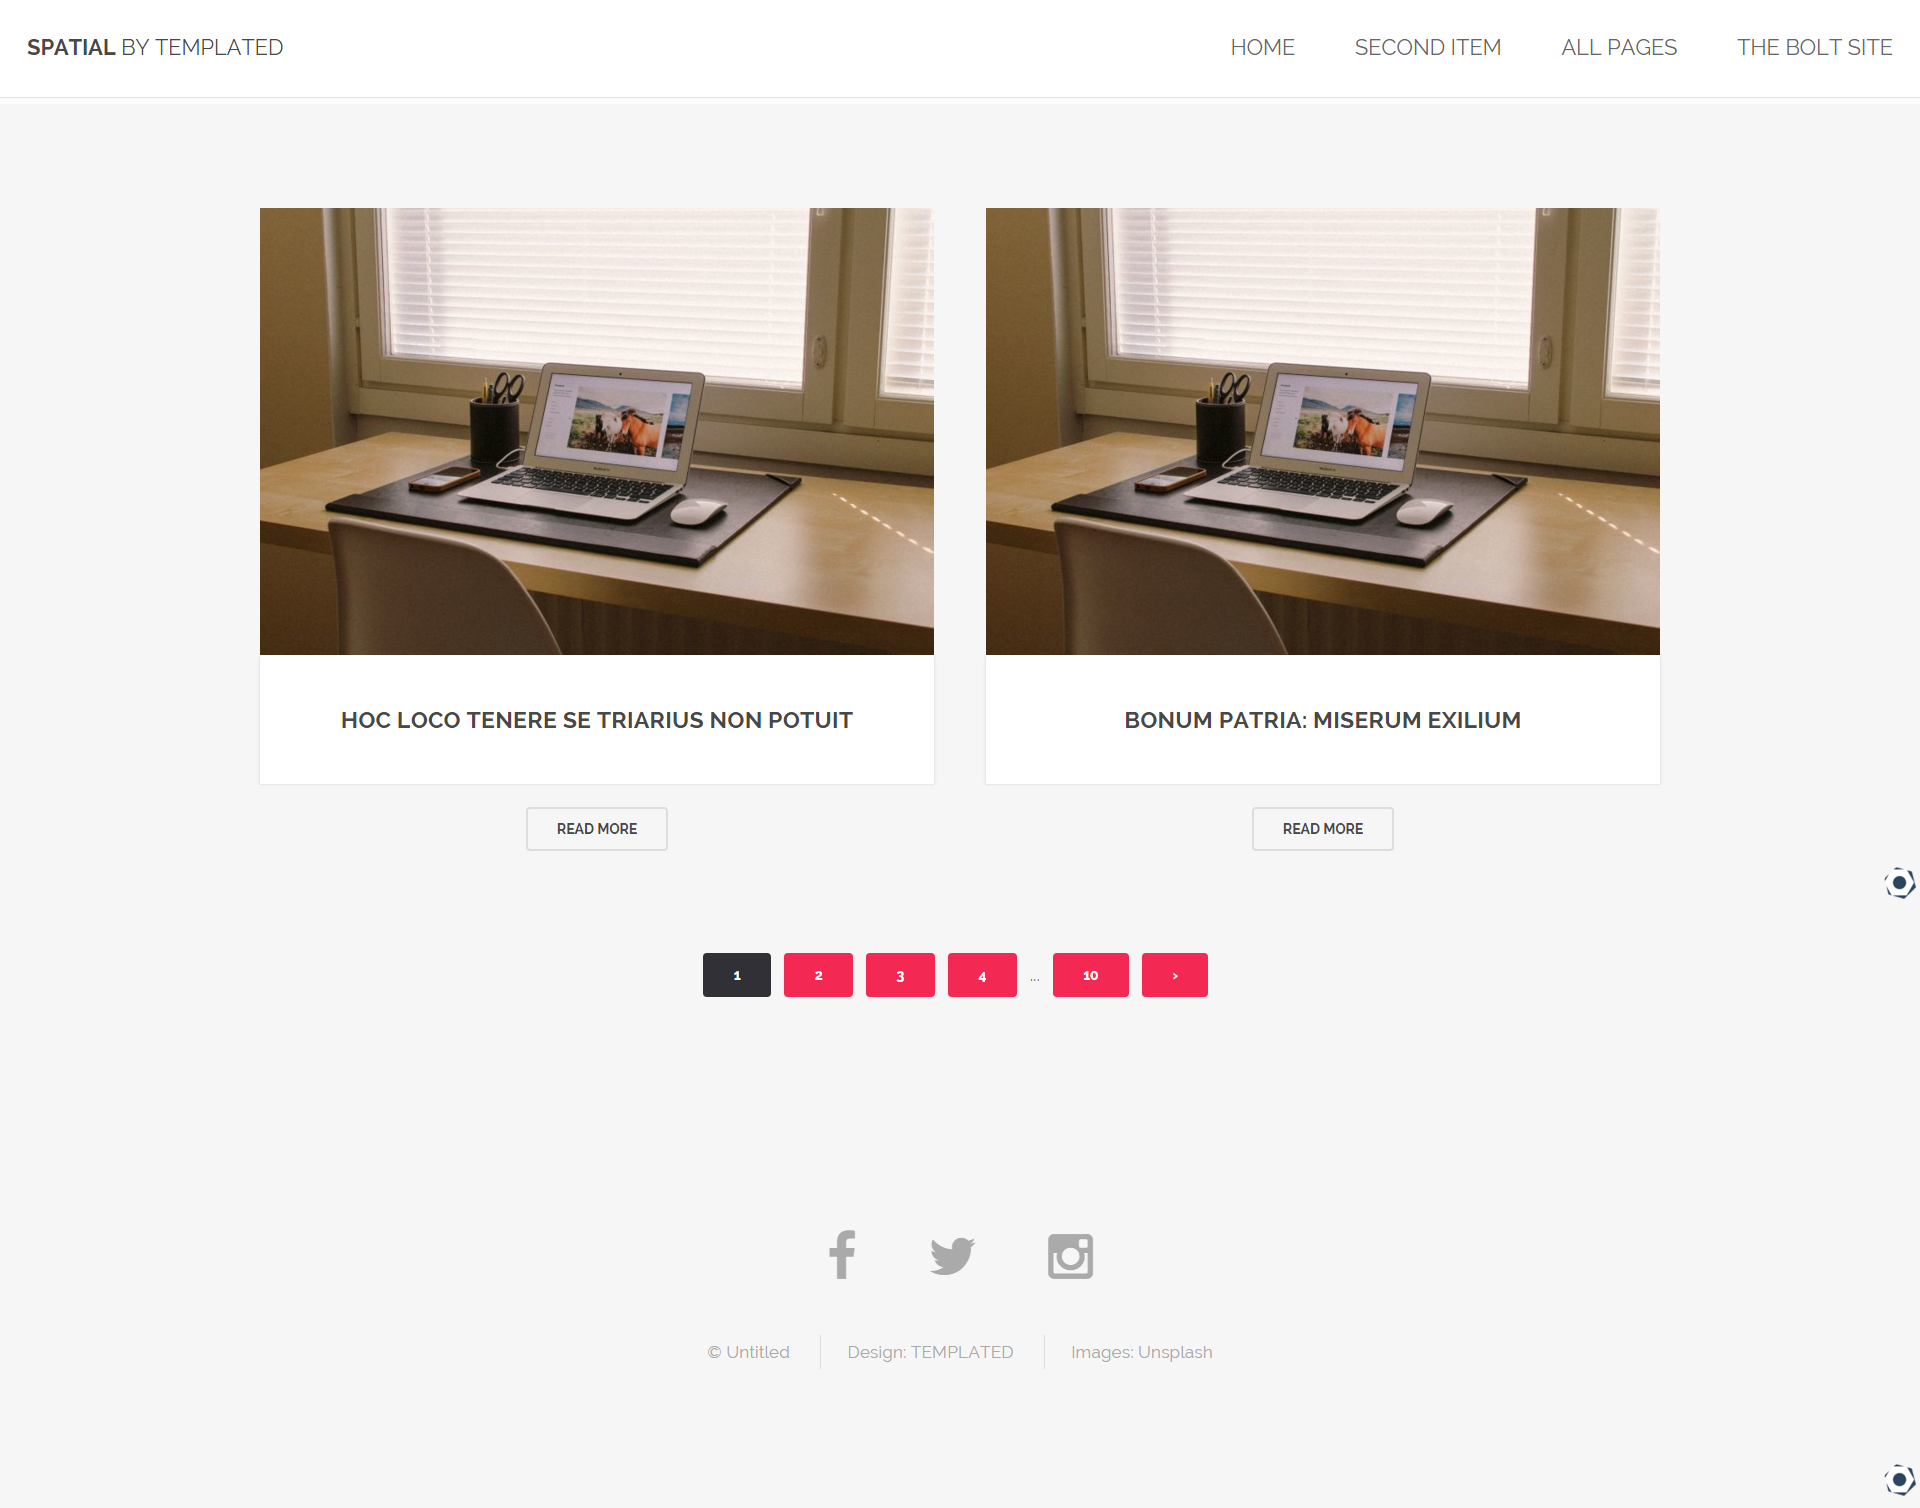 SPATIAL BY TEMPLATED
HOME SECOND ITEM ALL PAGES THE BOLT SITE
HOC LOCO TENERE SE TRIARIUS NON POTUIT
READ MORE
BONUM PATRIA: MISERUM EXILIUM
READ MORE
1 2 3 4 ... 10 ›
© Untitled
Design: TEMPLATED
Images: Unsplash